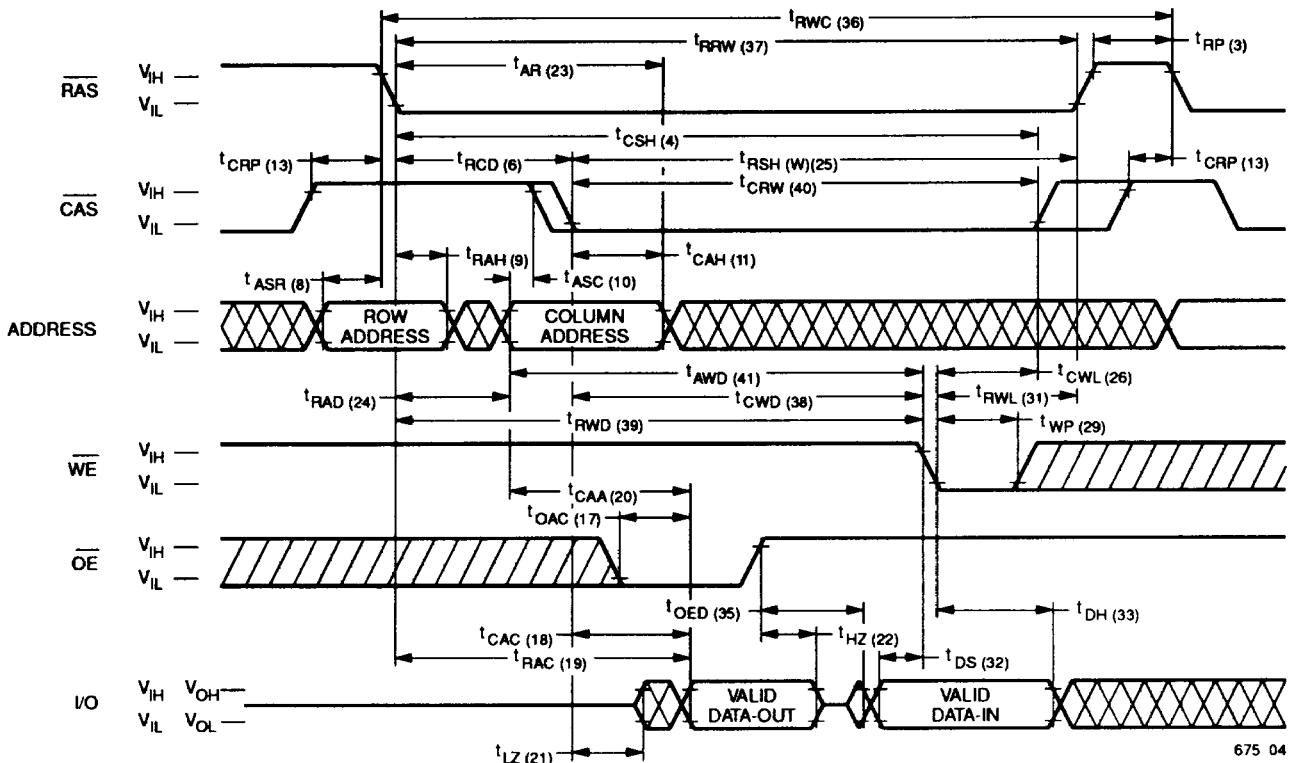 tRWC (36)
tRRW (37)
tRP (3)
tAR (23)
RAS
VIH
VIL
tCSH (4)
tCRP (13)
tRCD (6)
tRSH (W)(25)
tCRP (13)
tCRW (40)
CAS
VIH
VIL
tRAH (9)
tCAH (11)
tASR (8)
tASC (10)
ADDRESS
VIH
VIL
ROW
ADDRESS
COLUMN
ADDRESS
tAWD (41)
tCWL (26)
tRAD (24)
tCWD (38)
tRWL (31)
tRWD (39)
tWP (29)
WE
VIH
VIL
tCAA (20)
tOAC (17)
OE
VIH
VIL
tOED (35)
tDH (33)
tCAC (18)
tHZ (22)
tRAC (19)
tDS (32)
I/O
VIH VOH
VIL VOL
VALID
DATA-OUT
VALID
DATA-IN
tLZ (21)
675 04